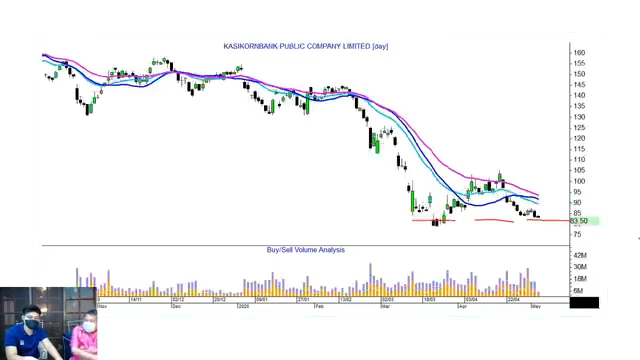 KASIKORNBANK PUBLIC COMPANY LIMITED [day]
160
155
150
145
140
135
130
125
120
115
110
105
100
95
90
85
83.50
75
Buy/Sell Volume Analysis
42M
30M
18M
6M
14/11
02/12
20/12
09/01
27/01
13/02
18/03
03/04
22/04
Nov
Dec
2020
Feb
Mar
Apr
May